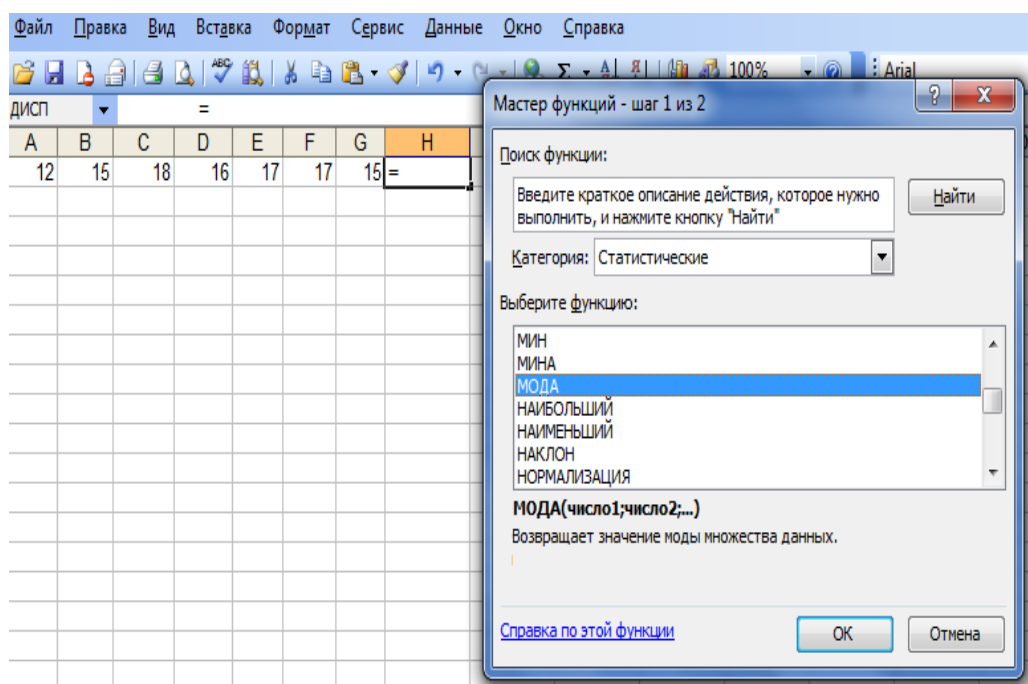 Файл Правка Вид Вставка Формат Сервис Данные Окно Справка
ABC Σ А Я 100% ? Arial
ДИСП =
A B C D E F G H
12 15 18 16 17 17 15 =
Мастер функций - шаг 1 из 2 ? X
Поиск функции:
Введите краткое описание действия, которое нужно
выполнить, и нажмите кнопку "Найти"
Найти
Категория: Статистические
Выберите функцию:
МИН
МИНА
МОДА
НАИБОЛЬШИЙ
НАИМЕНЬШИЙ
НАКЛОН
НОРМАЛИЗАЦИЯ
МОДА(число1;число2;...)
Возвращает значение моды множества данных.
Справка по этой функции
ОК
Отмена